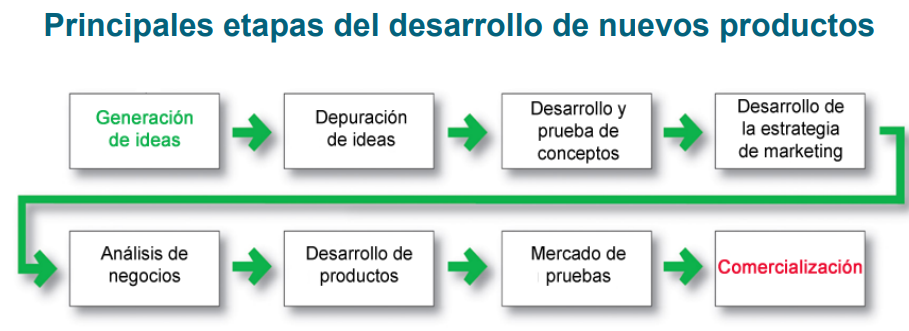 Principales etapas del desarrollo de nuevos productos
Generación
de ideas
Depuración
de ideas
Desarrollo y
prueba de
conceptos
Desarrollo de
la estrategia
de marketing
Análisis de
negocios
Desarrollo de
productos
Mercado de
pruebas
Comercialización